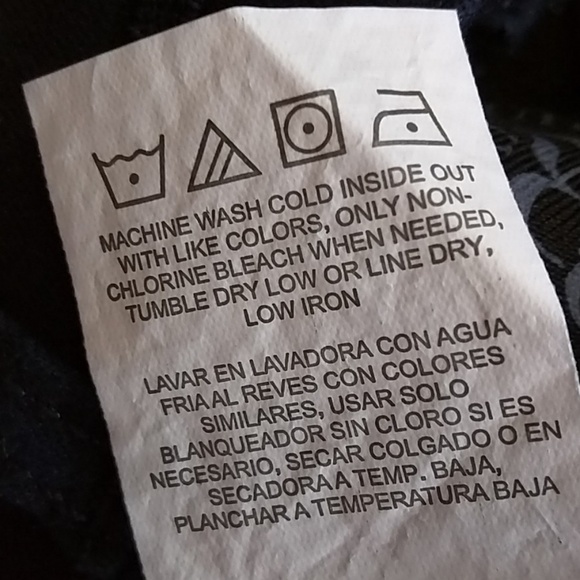 MACHINE WASH COLD INSIDE OUT
WITH LIKE COLORS, ONLY NON-
CHLORINE BLEACH WHEN NEEDED,
TUMBLE DRY LOW OR LINE DRY,
LOW IRON
LAVAR EN LAVADORA CON AGUA
FRIA AL REVES CON COLORES
SIMILARES, USAR SOLO
BLANQUEADOR SIN CLORO SI ES
NECESARIO, SECAR COLGADO O EN
SECADORA A TEMP. BAJA,
PLANCHAR A TEMPERATURA BAJA